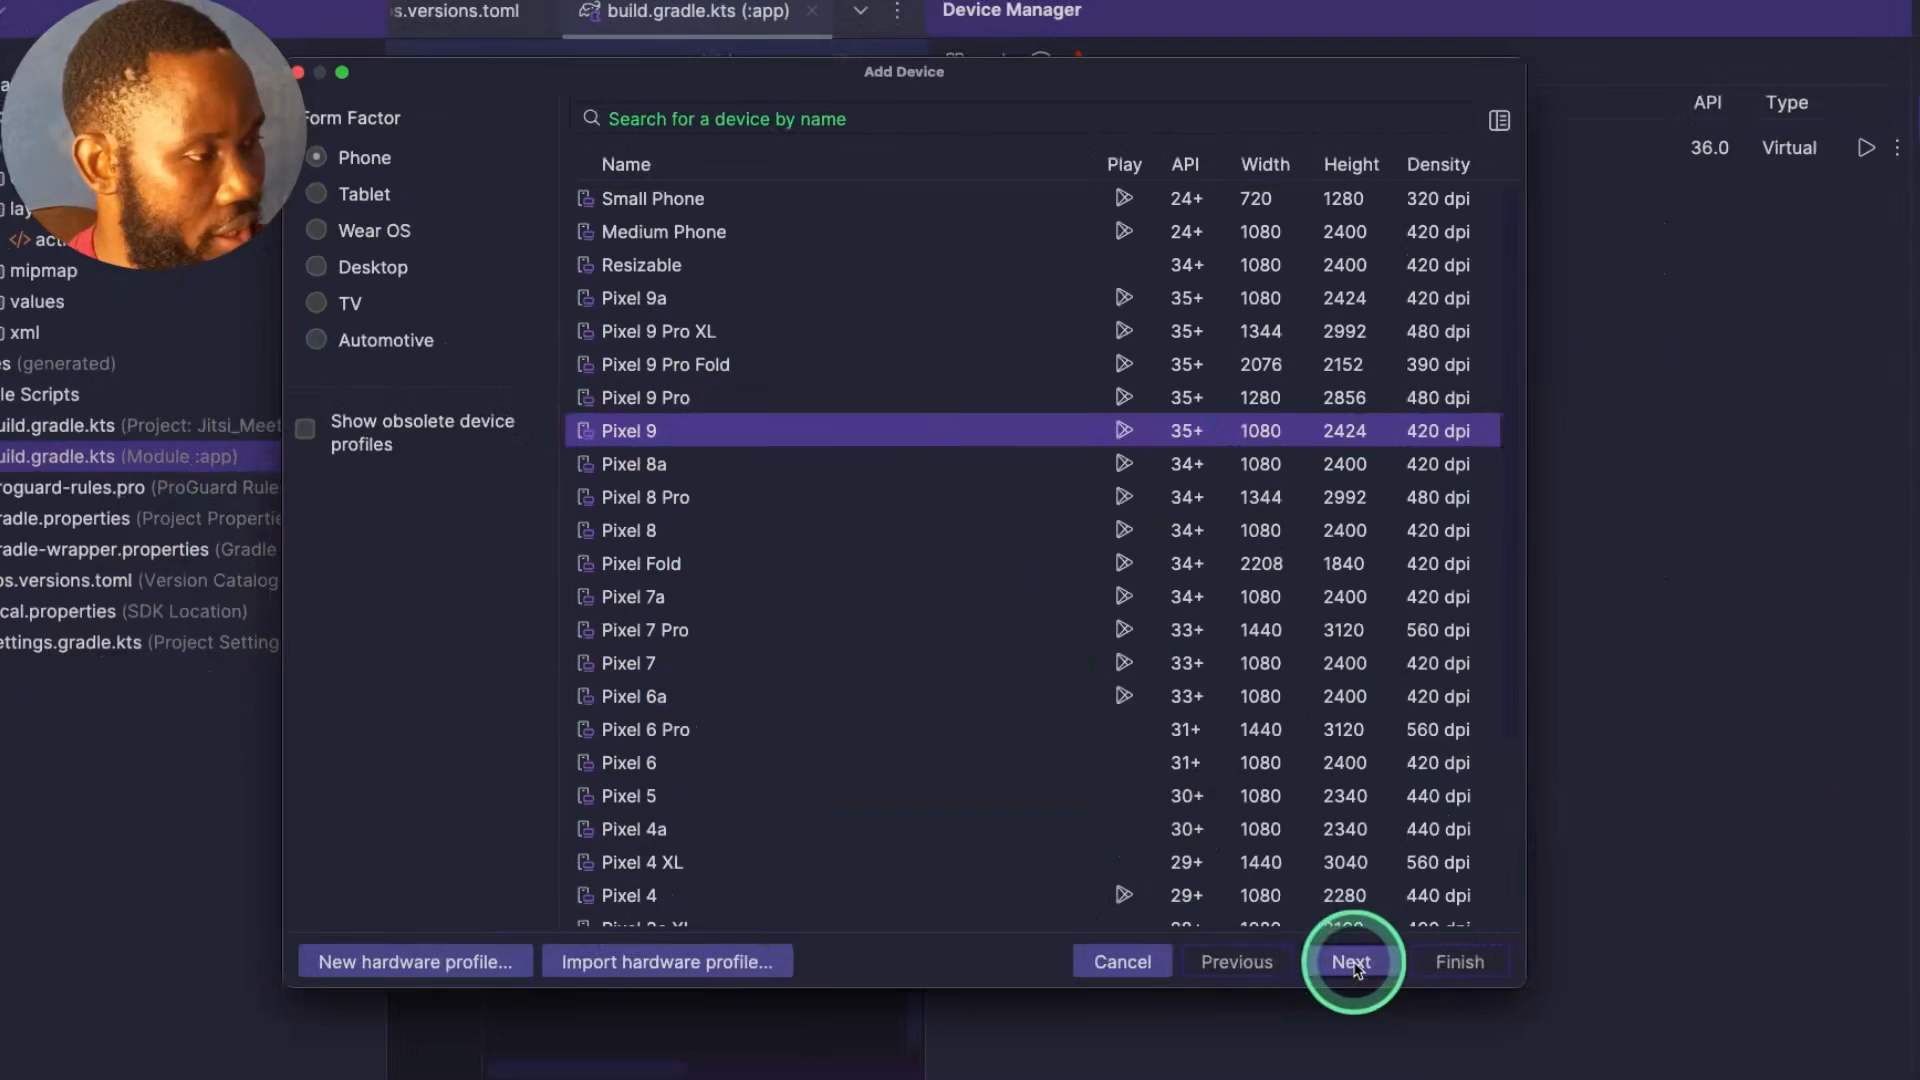 s.versions.toml
build.gradle.kts (:app)
Device Manager
Add Device
Form Factor
Phone
Tablet
Wear OS
Desktop
TV
Automotive
Show obsolete device
profiles
Search for a device by name
Name Play API Width Height Density
Small Phone 24+ 720 1280 320 dpi
Medium Phone 24+ 1080 2400 420 dpi
Resizable 34+ 1080 2400 420 dpi
Pixel 9a 35+ 1080 2424 420 dpi
Pixel 9 Pro XL 35+ 1344 2992 480 dpi
Pixel 9 Pro Fold 35+ 2076 2152 390 dpi
Pixel 9 Pro 35+ 1280 2856 480 dpi
Pixel 9 35+ 1080 2424 420 dpi
Pixel 8a 34+ 1080 2400 420 dpi
Pixel 8 Pro 34+ 1344 2992 480 dpi
Pixel 8 34+ 1080 2400 420 dpi
Pixel Fold 34+ 2208 1840 420 dpi
Pixel 7a 34+ 1080 2400 420 dpi
Pixel 7 Pro 33+ 1440 3120 560 dpi
Pixel 7 33+ 1080 2400 420 dpi
Pixel 6a 33+ 1080 2400 420 dpi
Pixel 6 Pro 31+ 1440 3120 560 dpi
Pixel 6 31+ 1080 2400 420 dpi
Pixel 5 30+ 1080 2340 440 dpi
Pixel 4a 30+ 1080 2340 440 dpi
Pixel 4 XL 29+ 1440 3040 560 dpi
Pixel 4 29+ 1080 2280 440 dpi
New hardware profile... Import hardware profile... Cancel Previous Next Finish
API Type
36.0 Virtual
lay
</> act
mipmap
values
xml
es (generated)
le Scripts
uild.gradle.kts (Project: Jitsi_Meet
uild.gradle.kts (Module :app)
roguard-rules.pro (ProGuard Rule
radle.properties (Project Propertie
radle-wrapper.properties (Gradle
bs.versions.toml (Version Catalog
cal.properties (SDK Location)
ettings.gradle.kts (Project Setting